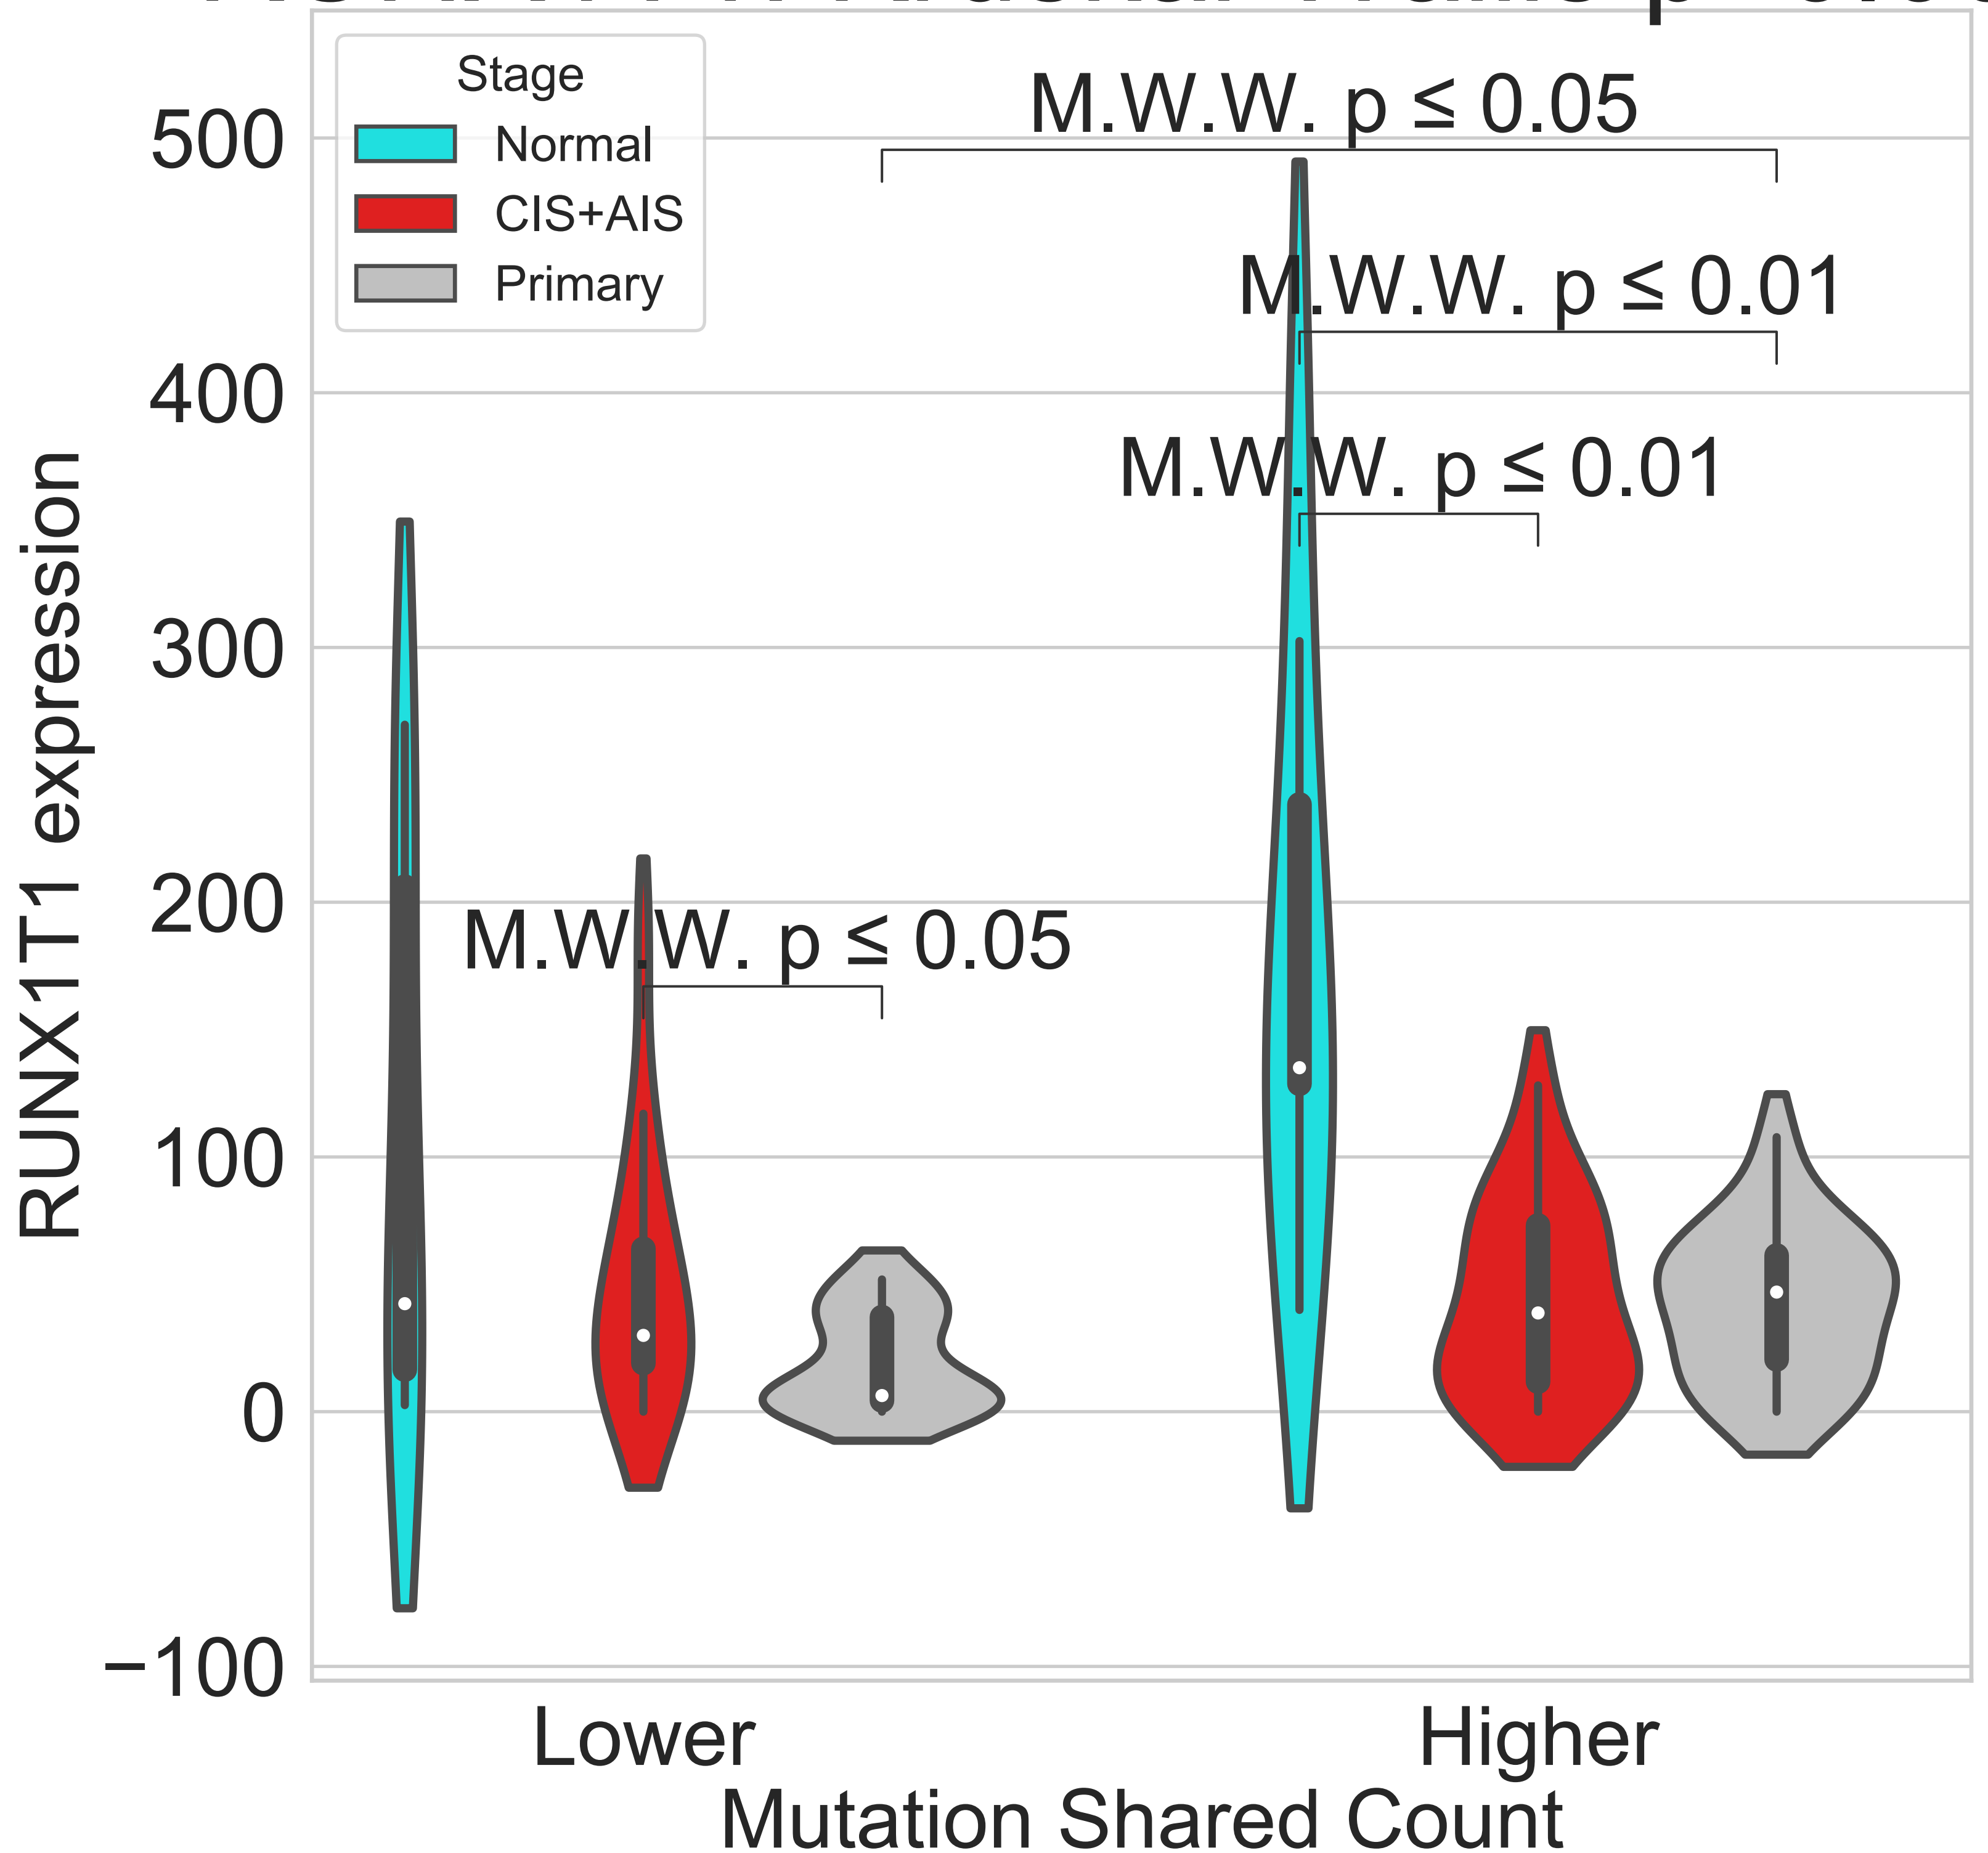 Stage
Normal
CIS+AIS
Primary
M.W.W. p ≤ 0.05
M.W.W. p ≤ 0.01
M.W.W. p ≤ 0.01
M.W.W. p ≤ 0.05
500
400
300
200
100
0
−100
RUNX1T1 expression
Lower
Higher
Mutation Shared Count